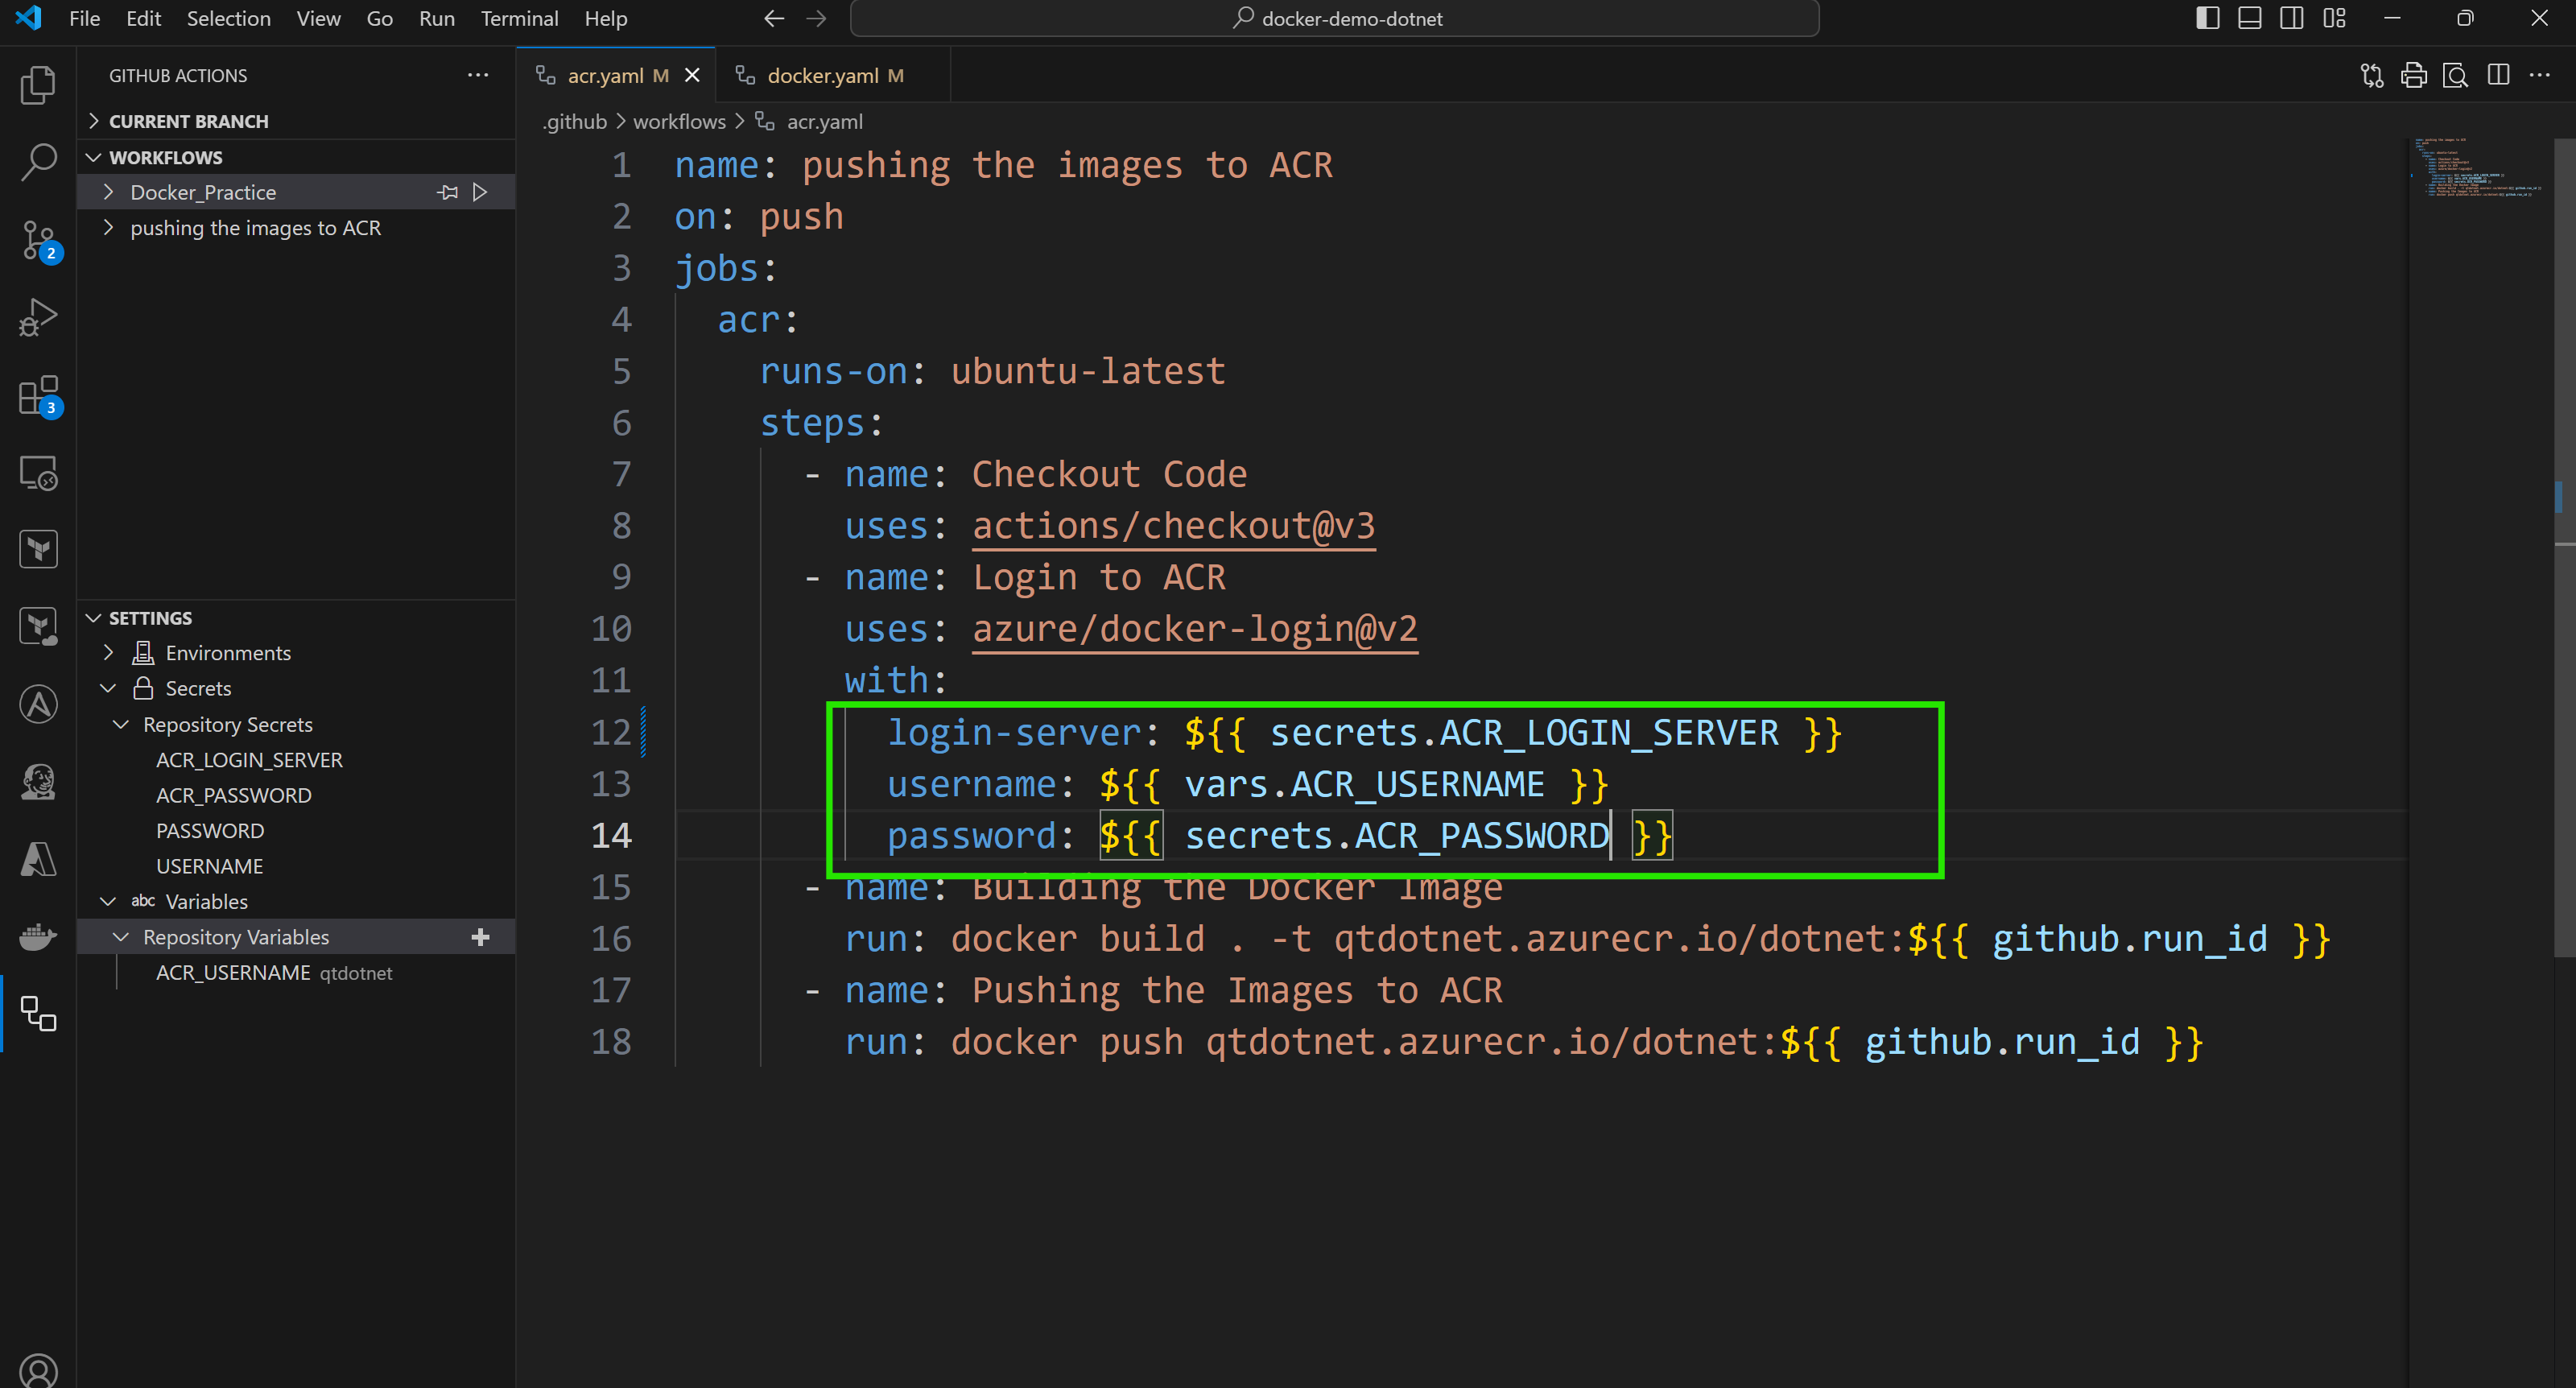 File Edit Selection View Go Run Terminal Help
docker-demo-dotnet
GITHUB ACTIONS
CURRENT BRANCH
WORKFLOWS
Docker_Practice
pushing the images to ACR
2
3
SETTINGS
Environments
Secrets
Repository Secrets
ACR_LOGIN_SERVER
ACR_PASSWORD
PASSWORD
USERNAME
abc Variables
Repository Variables
ACR_USERNAME qtdotnet
acr.yaml M
docker.yaml M
.github > workflows > acr.yaml
1 name: pushing the images to ACR
2 on: push
3 jobs:
4 acr:
5 runs-on: ubuntu-latest
6 steps:
7 - name: Checkout Code
8 uses: actions/checkout@v3
9 - name: Login to ACR
10 uses: azure/docker-login@v2
11 with:
12 login-server: ${{ secrets.ACR_LOGIN_SERVER }}
13 username: ${{ vars.ACR_USERNAME }}
14 password: ${{ secrets.ACR_PASSWORD }}
15 - name: Building the Docker Image
16 run: docker build . -t qtdotnet.azurecr.io/dotnet:${{ github.run_id }}
17 - name: Pushing the Images to ACR
18 run: docker push qtdotnet.azurecr.io/dotnet:${{ github.run_id }}